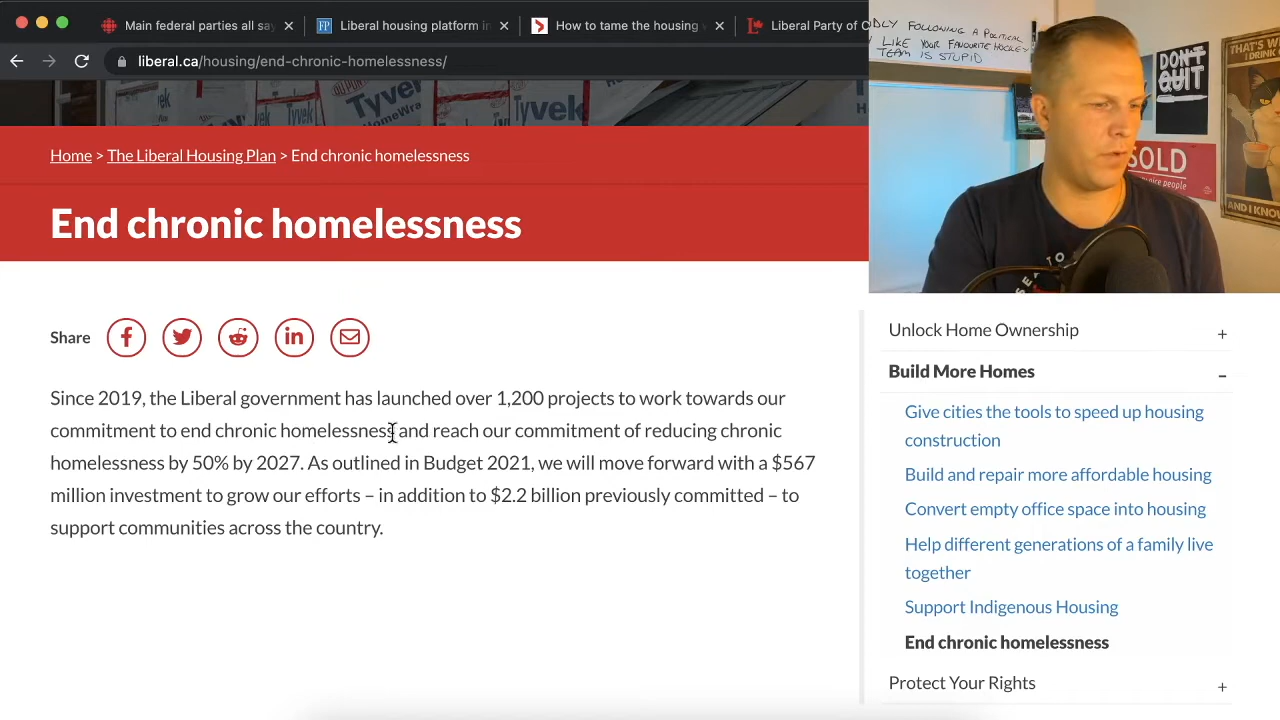 Main federal parties all say
Liberal housing platform in
How to tame the housing
Liberal Party of C
liberal.ca/housing/end-chronic-homelessness/
FOLLOWING A POLITICAL
LIKE YOUR FAVOURITE HOCKEY
TEAM IS STUPID
DON'T
QUIT
THAT'S W
I DRINK
AND I KNOW
SOLD
people
Tyvek
Tyvek
HomeWra
Home > The Liberal Housing Plan > End chronic homelessness
End chronic homelessness
Share
Since 2019, the Liberal government has launched over 1,200 projects to work towards our
commitment to end chronic homelessness and reach our commitment of reducing chronic
homelessness by 50% by 2027. As outlined in Budget 2021, we will move forward with a $567
million investment to grow our efforts – in addition to $2.2 billion previously committed – to
support communities across the country.
Unlock Home Ownership +
Build More Homes -
Give cities the tools to speed up housing
construction
Build and repair more affordable housing
Convert empty office space into housing
Help different generations of a family live
together
Support Indigenous Housing
End chronic homelessness
Protect Your Rights +